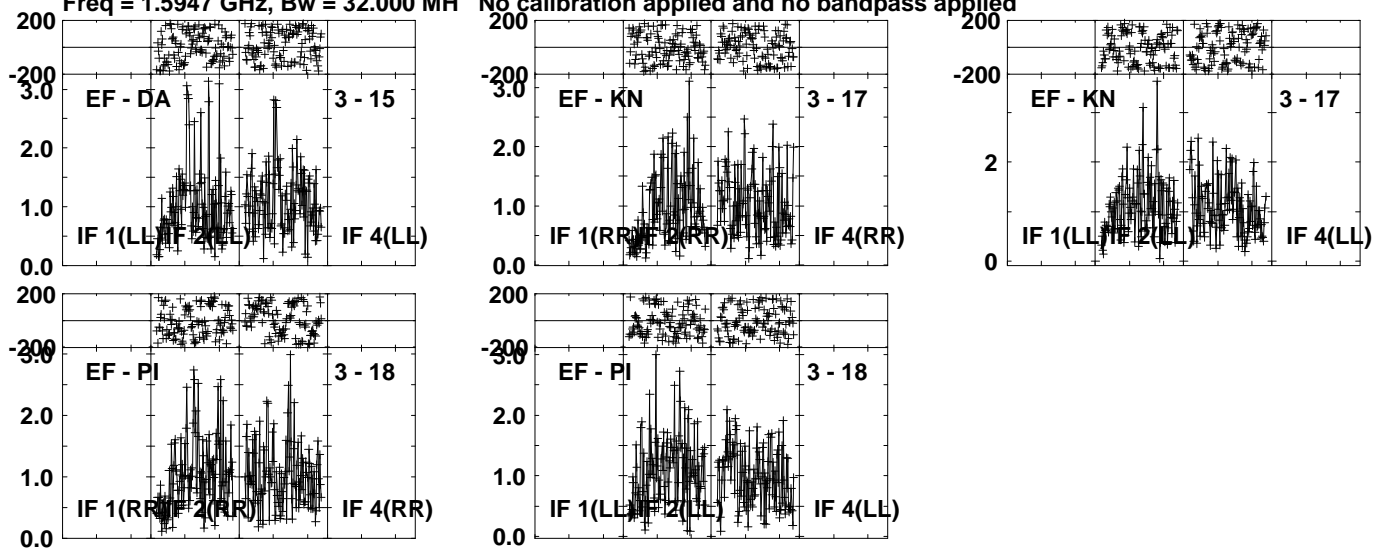 Freq = 1.5947 GHz, Bw = 32.000 MH   No calibration applied and no bandpass applied
200
-200
3.0
2.0
1.0
0.0
EF - DA
3 - 15
IF 1(LL)
IF 2(LL)
IF 4(LL)
200
-200
3.0
2.0
1.0
0.0
EF - KN
3 - 17
IF 1(RR)
IF 2(RR)
IF 4(RR)
200
-200
2
0
EF - KN
3 - 17
IF 1(LL)
IF 2(LL)
IF 4(LL)
200
-200
3.0
2.0
1.0
0.0
EF - PI
3 - 18
IF 1(RR)
IF 2(RR)
IF 4(RR)
200
-200
3.0
2.0
1.0
0.0
EF - PI
3 - 18
IF 1(LL)
IF 2(LL)
IF 4(LL)